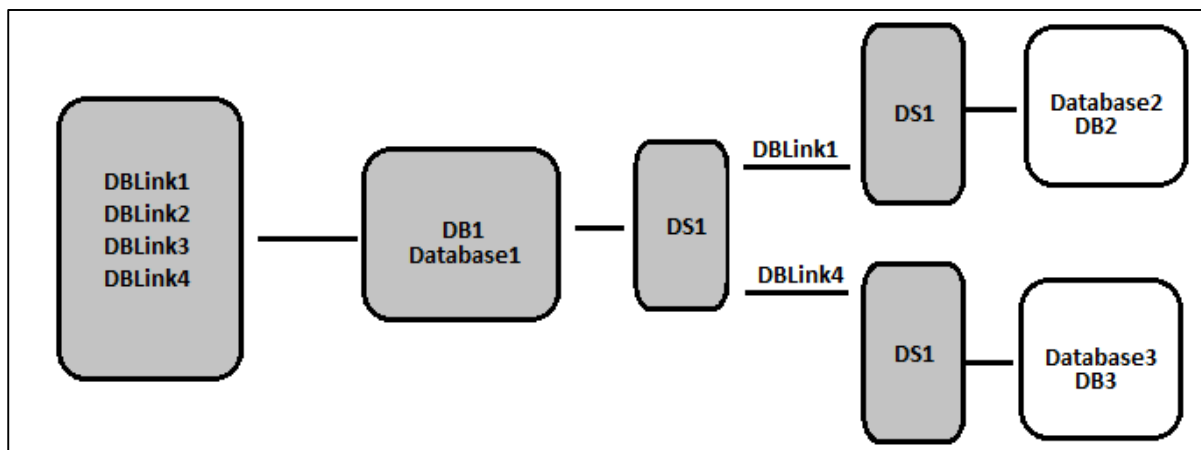 DBLink1
DBLink2
DBLink3
DBLink4
DB1
Database1
DS1
DBLink1
DBLink4
DS1
Database2
DB2
DS1
Database3
DB3